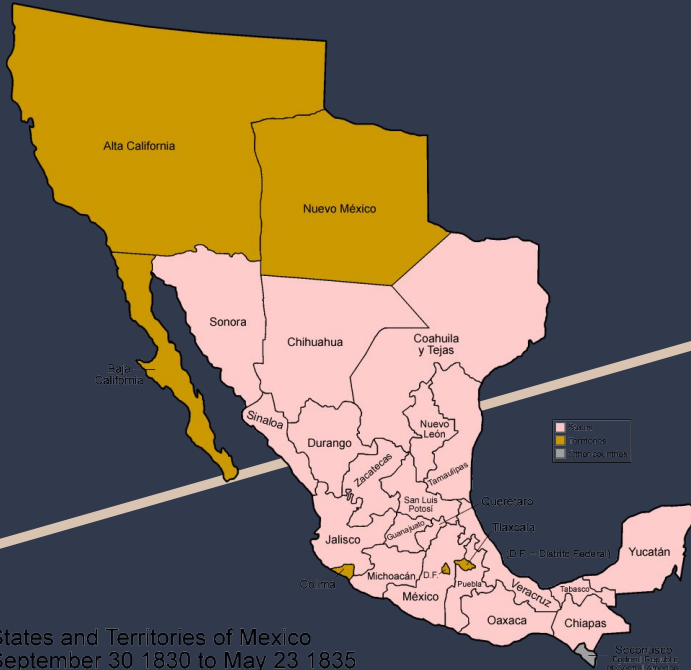 Alta California
Nuevo México
Sonora
Chihuahua
Coahuila
y Tejas
Baja
California
Sinaloa
Nuevo
León
Durango
Zacatecas
Tamaulipas
San Luis
Potosí
Querétaro
Guanajuato
Tlaxcala
Jalisco
(D.F. = Distrito Federal)
Yucatán
Colima
Michoacán
D.F.
Puebla
México
Veracruz
Tabasco
Oaxaca
Chiapas
States and Territories of Mexico
September 30 1830 to May 23 1835
Soconusco
States
Territories
Other countries